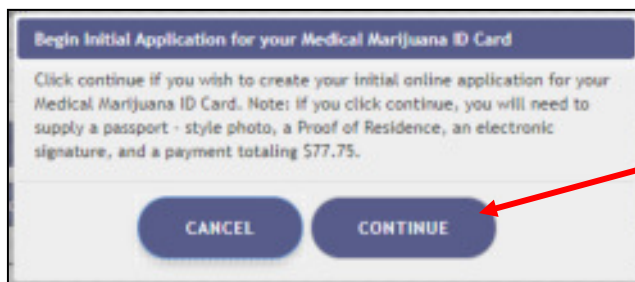 Begin Initial Application for your Medical Marijuana ID Card
Click continue if you wish to create your initial online application for your
Medical Marijuana ID Card. Note: if you click continue, you will need to
supply a passport - style photo, a Proof of Residence, an electronic
signature, and a payment totaling $77.75.
CANCEL CONTINUE